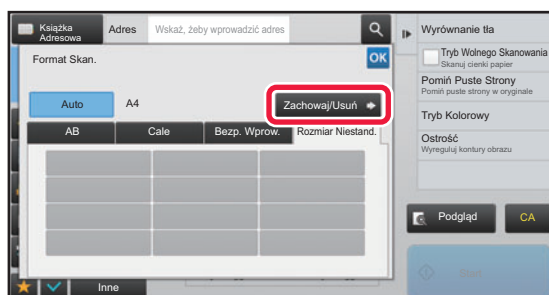 Książka
Adresowa
Adres
Wskaż, żeby wprowadzić adres
Format Skan.
OK
Auto
A4
Zachowaj/Usuń
AB
Cale
Bezp. Wprow.
Rozmiar Niestand.
Inne
Wyrównanie tła
Tryb Wolnego Skanowania
Skanuj cienki papier
Pomiń Puste Strony
Pomiń puste strony w oryginale
Tryb Kolorowy
Ostrość
Wyreguluj kontury obrazu
Podgląd
CA
Start